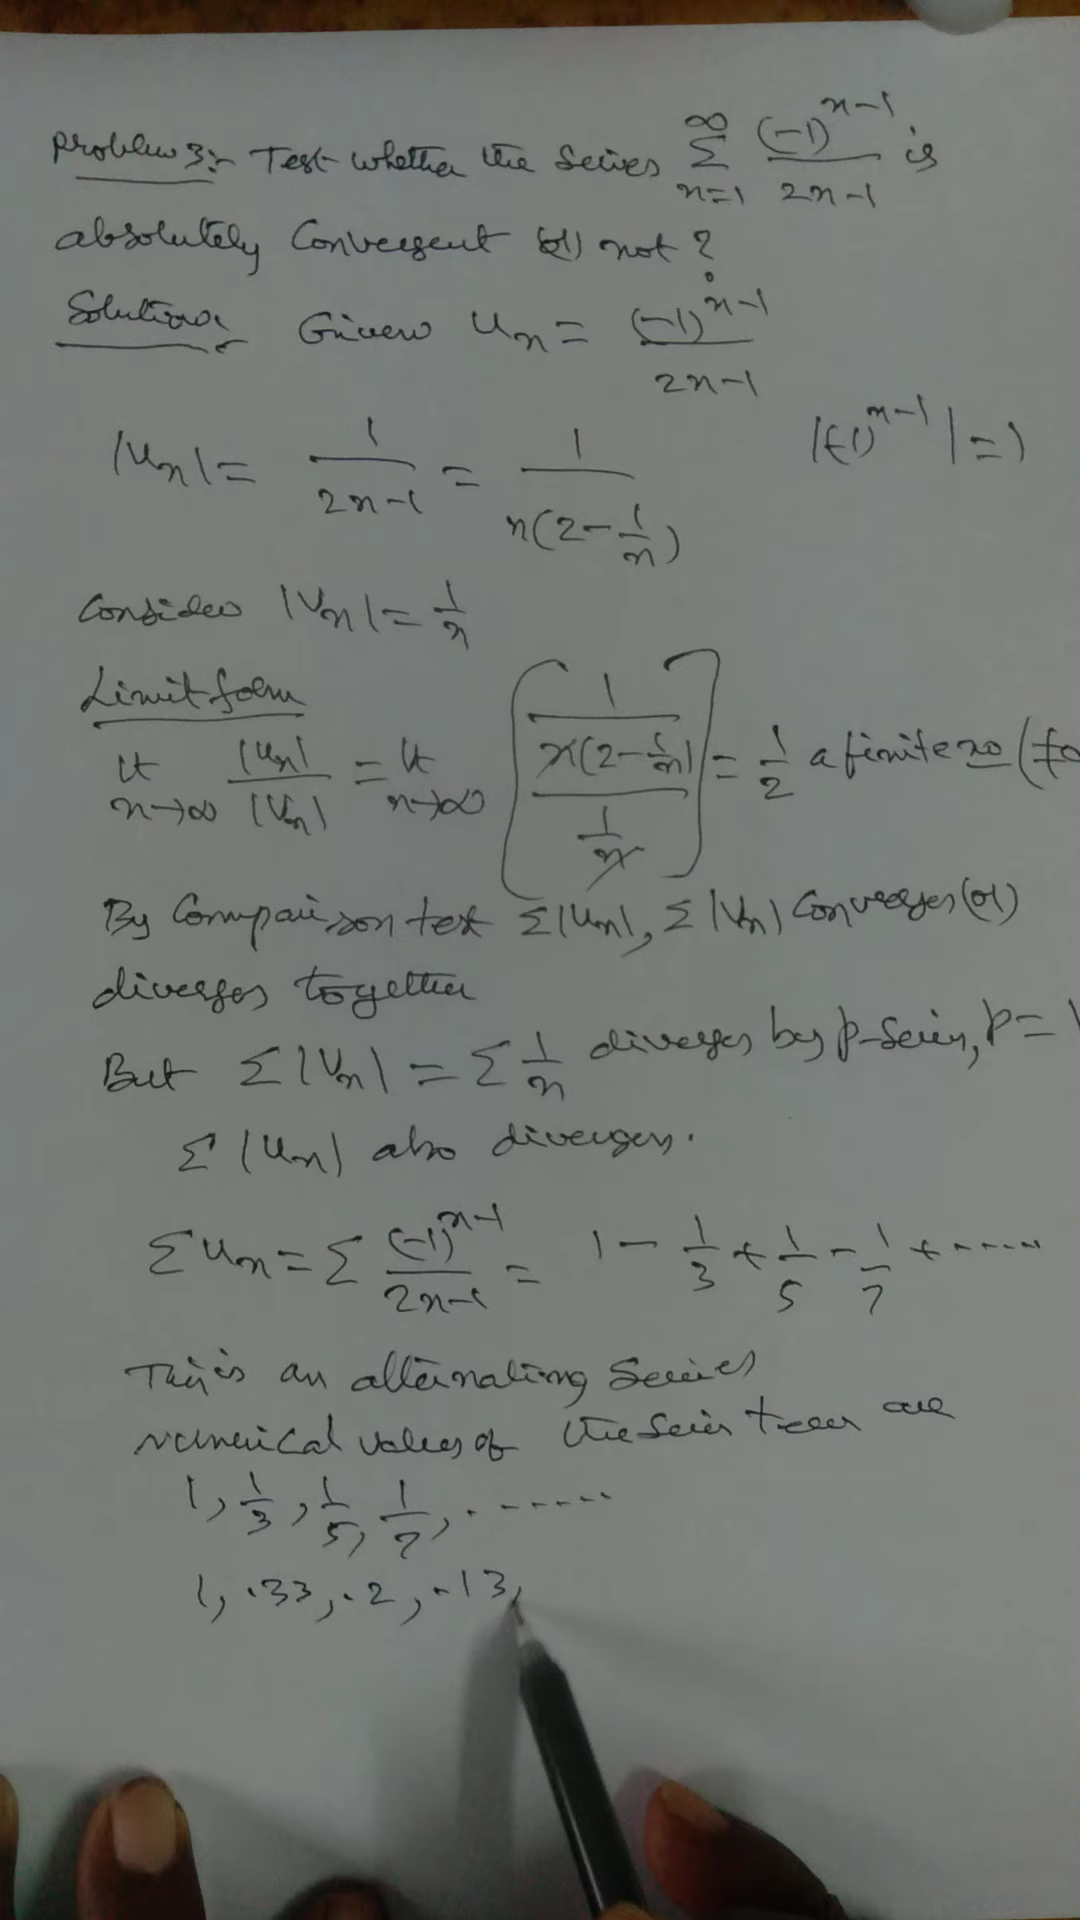 Problem 3:- Test whether the Series ∞ Σ n=1 (-1)^{n-1} / 2n-1 is
absolutely Convergent (or) not?
Solution:- Given u_n = (-1)^{n-1} / 2n-1
|u_n| = 1 / 2n-1 = 1 / n(2 - 1/n) |(-1)^{n-1}| = 1
Consider |v_n| = 1/n
Limit form
lt n→∞ |u_n| / |v_n| = lt n→∞ [ 1 / n(2 - 1/n) / 1/n ] = 1/2 a finite no (fo
By Comparison test Σ|u_n|, Σ|v_n| Converges (or)
diverges together
But Σ|v_n| = Σ 1/n diverges by p-series, p = 1
Σ|u_n| also diverges.
Σ u_n = Σ (-1)^{n-1} / 2n-1 = 1 - 1/3 + 1/5 - 1/7 + .....
This is an alternating Series
numerical values of the Series terms are
1, 1/3, 1/5, 1/7, .......
1, .33, .2, .13,